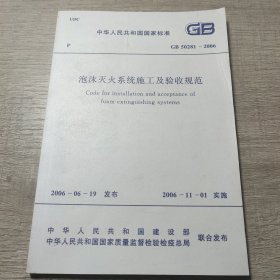 UDC
中华人民共和国国家标准
GB
P
GB 50281-2006
泡沫灭火系统施工及验收规范
Code for installation and acceptance of
foam extinguishing systems
2006-06-19 发布
2006-11-01 实施
中华人民共和国建设部
中华人民共和国国家质量监督检验检疫总局
联合发布